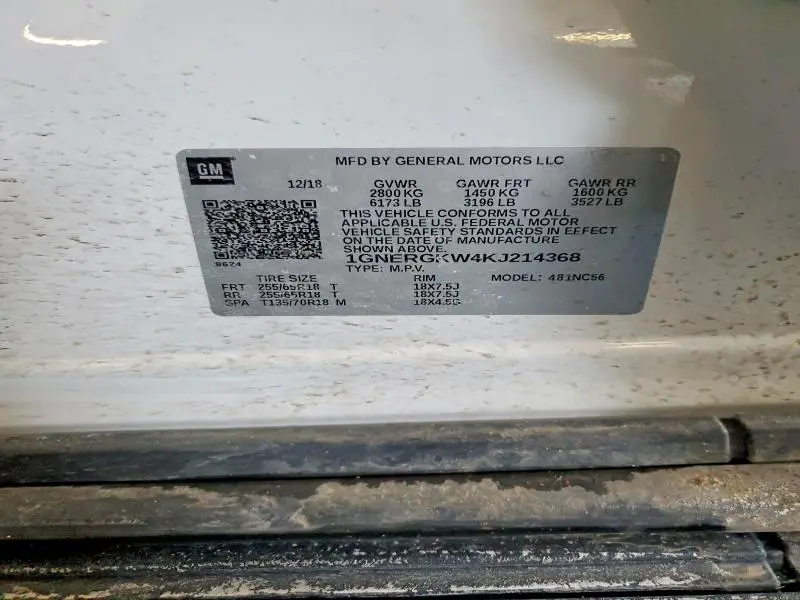 GM
MFD BY GENERAL MOTORS LLC
12/18 GVWR GAWR FRT GAWR RR
2800 KG 1450 KG 1600 KG
6173 LB 3196 LB 3527 LB
THIS VEHICLE CONFORMS TO ALL
APPLICABLE U.S. FEDERAL MOTOR
VEHICLE SAFETY STANDARDS IN EFFECT
ON THE DATE OF MANUFACTURE
SHOWN ABOVE.
1GNERGKW4KJ214368
8624
TYPE: M.P.V.
TIRE SIZE RIM MODEL: 481NC56
FRT 255/65R18 T 18X7.5J
RR 255/65R18 T 18X7.5J
SPA T135/70R18 M 18X4.5B